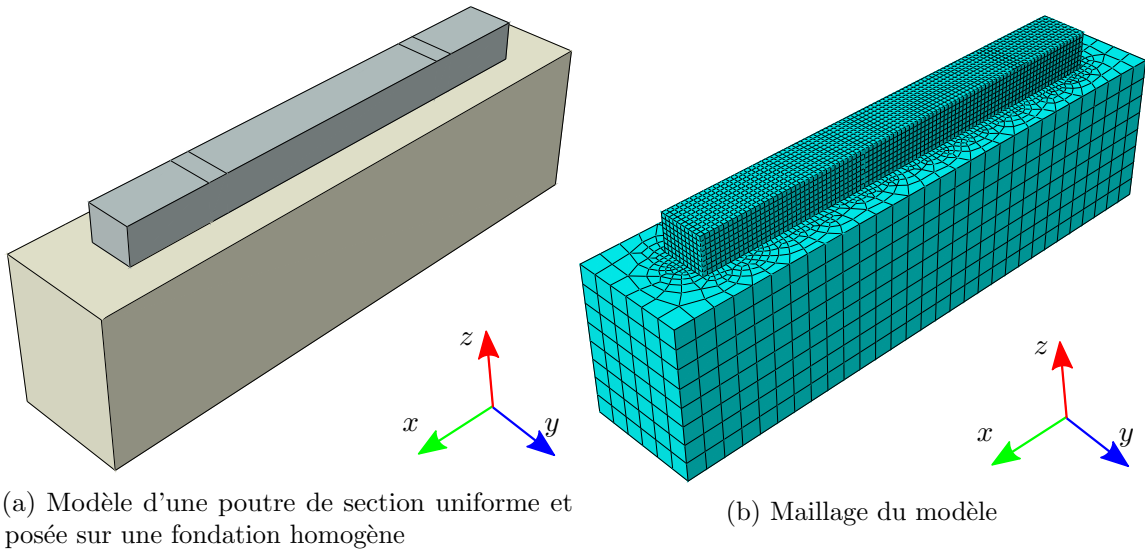 z
x
y
z
x
y
(a) Modèle d'une poutre de section uniforme et
posée sur une fondation homogène
(b) Maillage du modèle